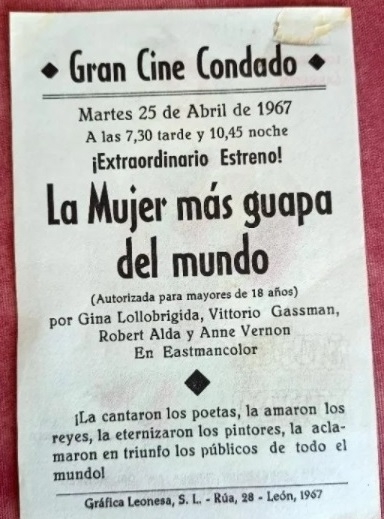 Gran Cine Condado
Martes 25 de Abril de 1967
A las 7,30 tarde y 10,45 noche
¡Extraordinario Estreno!
La Mujer más guapa
del mundo
(Autorizada para mayores de 18 años)
por Gina Lollobrigida, Vittorio Gassman,
Robert Alda y Anne Vernon
En Eastmancolor
¡La cantaron los poetas, la amaron los
reyes, la eternizaron los pintores, la acla-
maron en triunfo los públicos de todo el
mundo!
Gráfica Leonesa, S. L. - Rúa, 28 - León, 1967